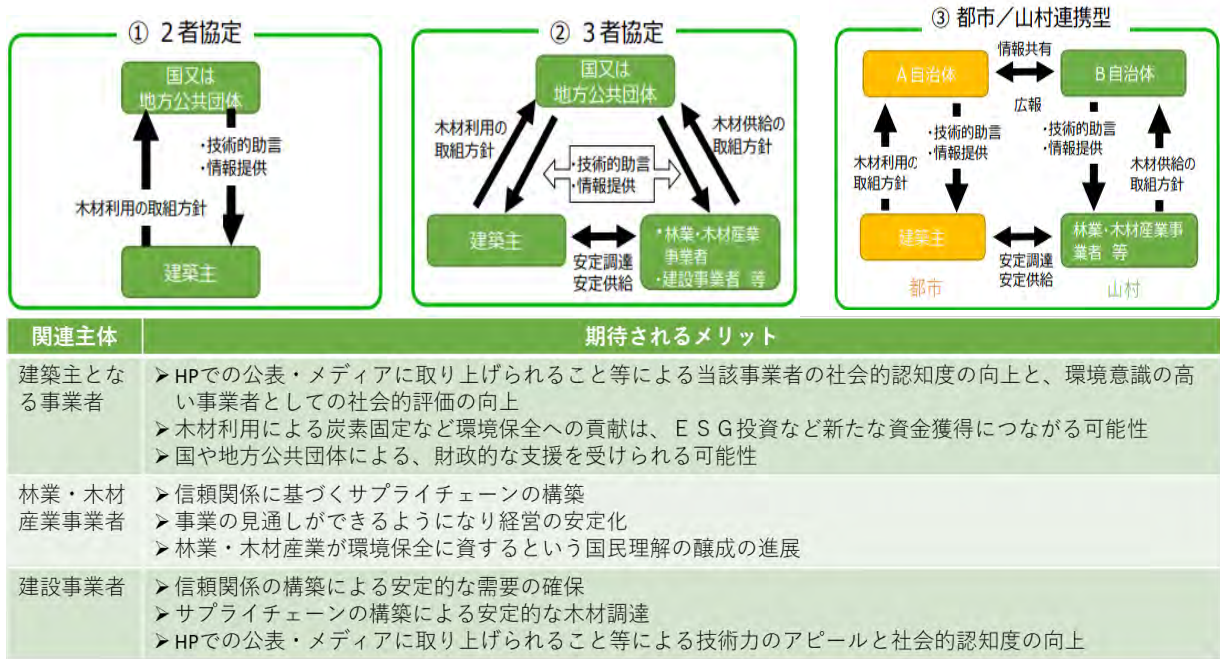 ① ２者協定
国又は
地方公共団体
・技術的助言
・情報提供
木材利用の取組方針
建築主
② ３者協定
国又は
地方公共団体
木材利用の
取組方針
木材供給の
取組方針
・技術的助言
・情報提供
建築主
安定調達
安定供給
・林業・木材産業
事業者
・建設事業者 等
③ 都市／山村連携型
Ａ自治体
情報共有
広報
Ｂ自治体
・技術的助言
・情報提供
・技術的助言
・情報提供
木材利用の
取組方針
木材供給の
取組方針
建築主
安定調達
安定供給
林業・木材産業事
業者 等
都市
山村
関連主体
期待されるメリット
建築主とな
る事業者
➢HPでの公表・メディアに取り上げられること等による当該事業者の社会的認知度の向上と、環境意識の高
い事業者としての社会的評価の向上
➢木材利用による炭素固定など環境保全への貢献は、ＥＳＧ投資など新たな資金獲得につながる可能性
➢国や地方公共団体による、財政的な支援を受けられる可能性
林業・木材
産業事業者
➢信頼関係に基づくサプライチェーンの構築
➢事業の見通しができるようになり経営の安定化
➢林業・木材産業が環境保全に資するという国民理解の醸成の進展
建設事業者
➢信頼関係の構築による安定的な需要の確保
➢サプライチェーンの構築による安定的な木材調達
➢HPでの公表・メディアに取り上げられること等による技術力のアピールと社会的認知度の向上